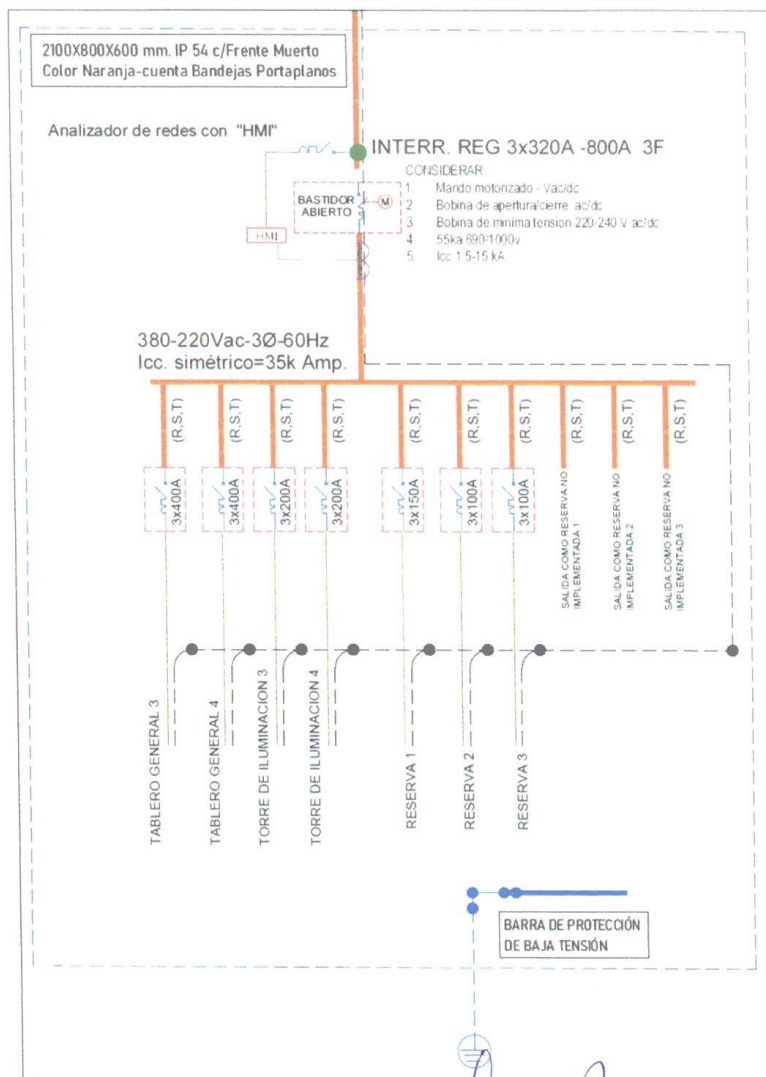 2100X800X600 mm. IP 54 c/Frente Muerto
Color Naranja-cuenta Bandejas Portaplanos
Analizador de redes con "HMI"
INTERR. REG 3x320A -800A 3F
CONSIDERAR
1. Mando motorizado - Vac/dc
2. Bobina de apertura/cierre ac/dc
3. Bobina de minima tension 220-240 V ac/dc
4. 55ka 690/1000v
5. Icc 1.5-15 kA
BASTIDOR
ABIERTO
M
HMI
380-220Vac-3Ø-60Hz
Icc. simétrico=35k Amp.
(R,S,T)
(R,S,T)
(R,S,T)
(R,S,T)
(R,S,T)
(R,S,T)
(R,S,T)
(R,S,T)
(R,S,T)
(R,S,T)
3x400A
3x400A
3x200A
3x200A
3x150A
3x100A
3x100A
SALIDA COMO RESERVA NO
IMPLEMENTADA 1
SALIDA COMO RESERVA NO
IMPLEMENTADA 2
SALIDA COMO RESERVA NO
IMPLEMENTADA 3
TABLERO GENERAL 3
TABLERO GENERAL 4
TORRE DE ILUMINACION 3
TORRE DE ILUMINACION 4
RESERVA 1
RESERVA 2
RESERVA 3
BARRA DE PROTECCIÓN
DE BAJA TENSIÓN